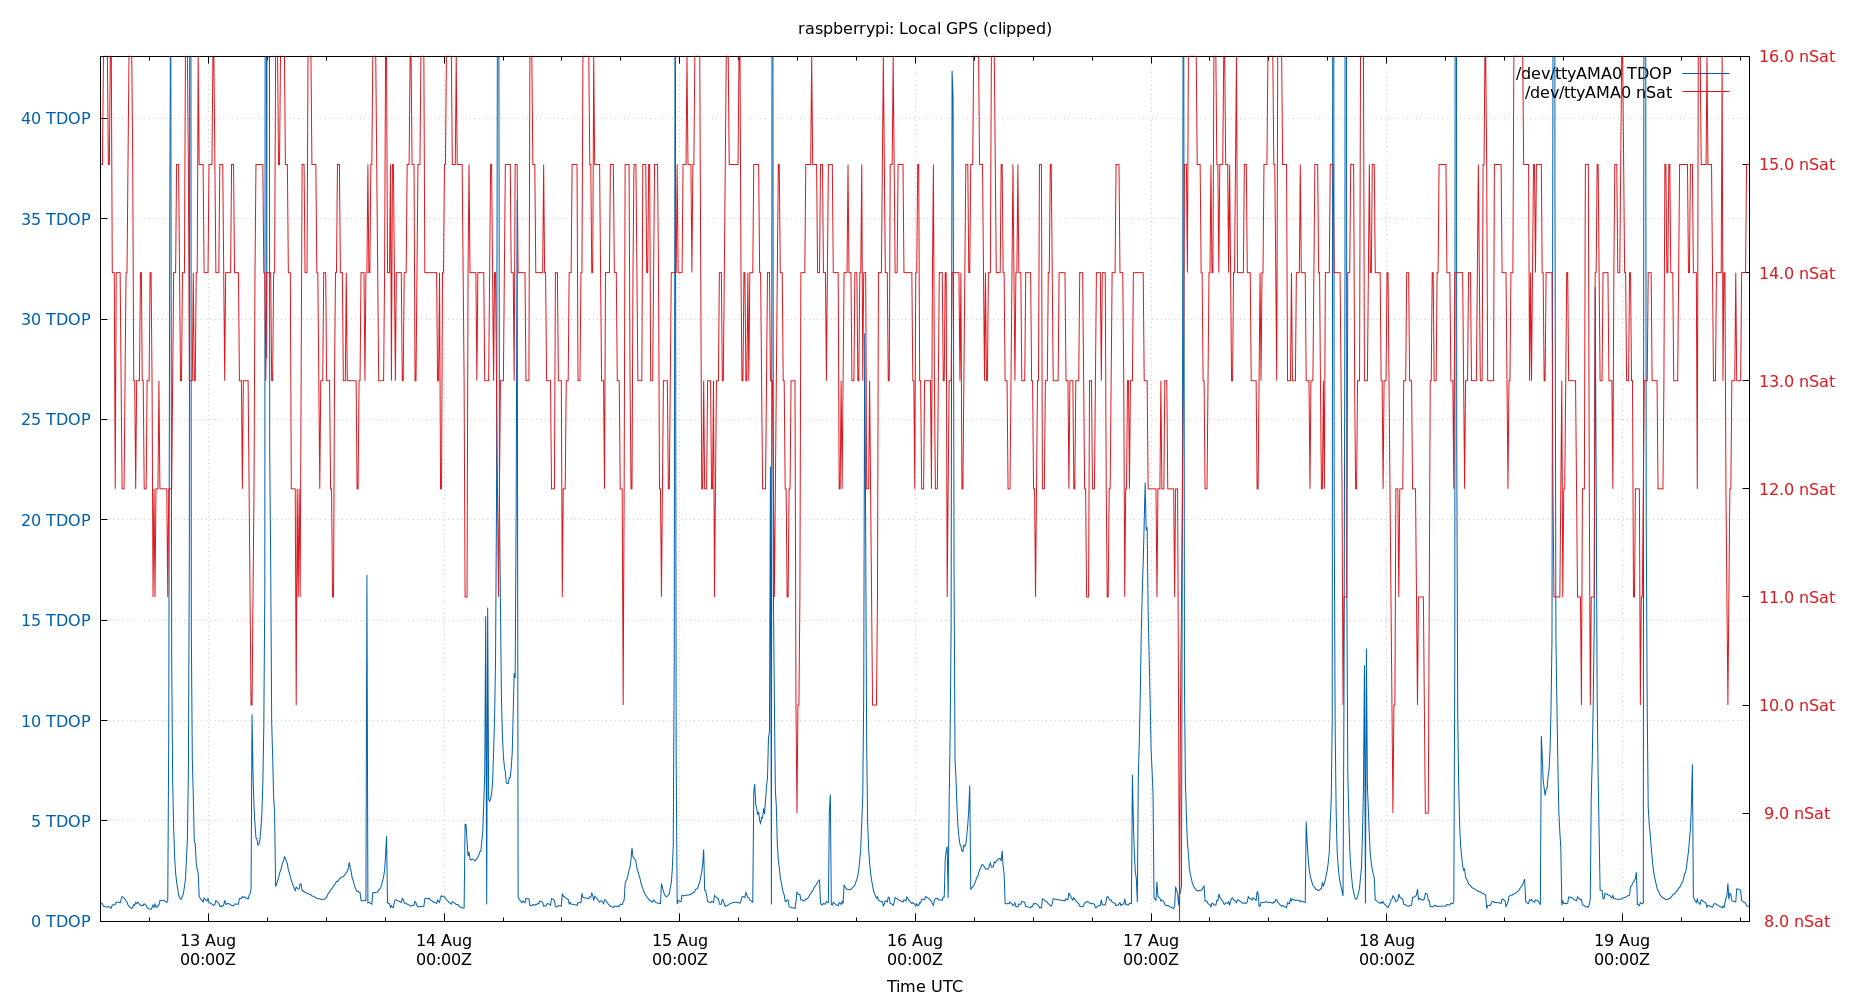 raspberrypi: Local GPS (clipped)
/dev/ttyAMA0 TDOP
/dev/ttyAMA0 nSat
40 TDOP
35 TDOP
30 TDOP
25 TDOP
20 TDOP
15 TDOP
10 TDOP
5 TDOP
0 TDOP
16.0 nSat
15.0 nSat
14.0 nSat
13.0 nSat
12.0 nSat
11.0 nSat
10.0 nSat
9.0 nSat
8.0 nSat
13 Aug
00:00Z
14 Aug
00:00Z
15 Aug
00:00Z
16 Aug
00:00Z
17 Aug
00:00Z
18 Aug
00:00Z
19 Aug
00:00Z
Time UTC